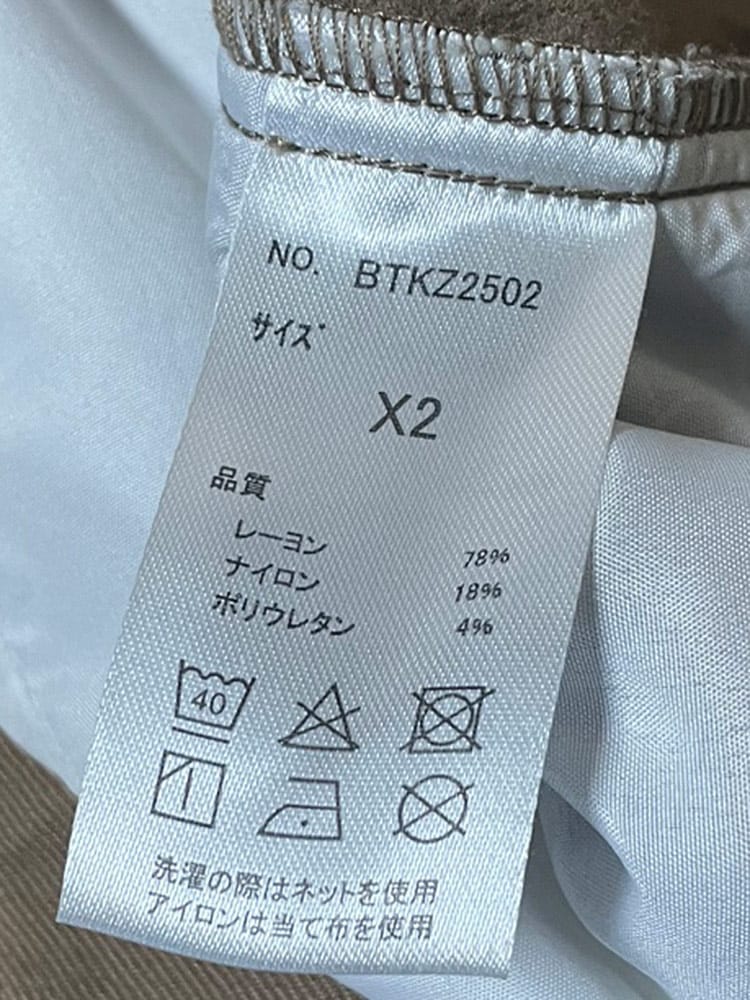 NO. BTKZ2502
サイズ
X2
品質
レーヨン 78%
ナイロン 18%
ポリウレタン 4%
40
洗濯の際はネットを使用
アイロンは当て布を使用